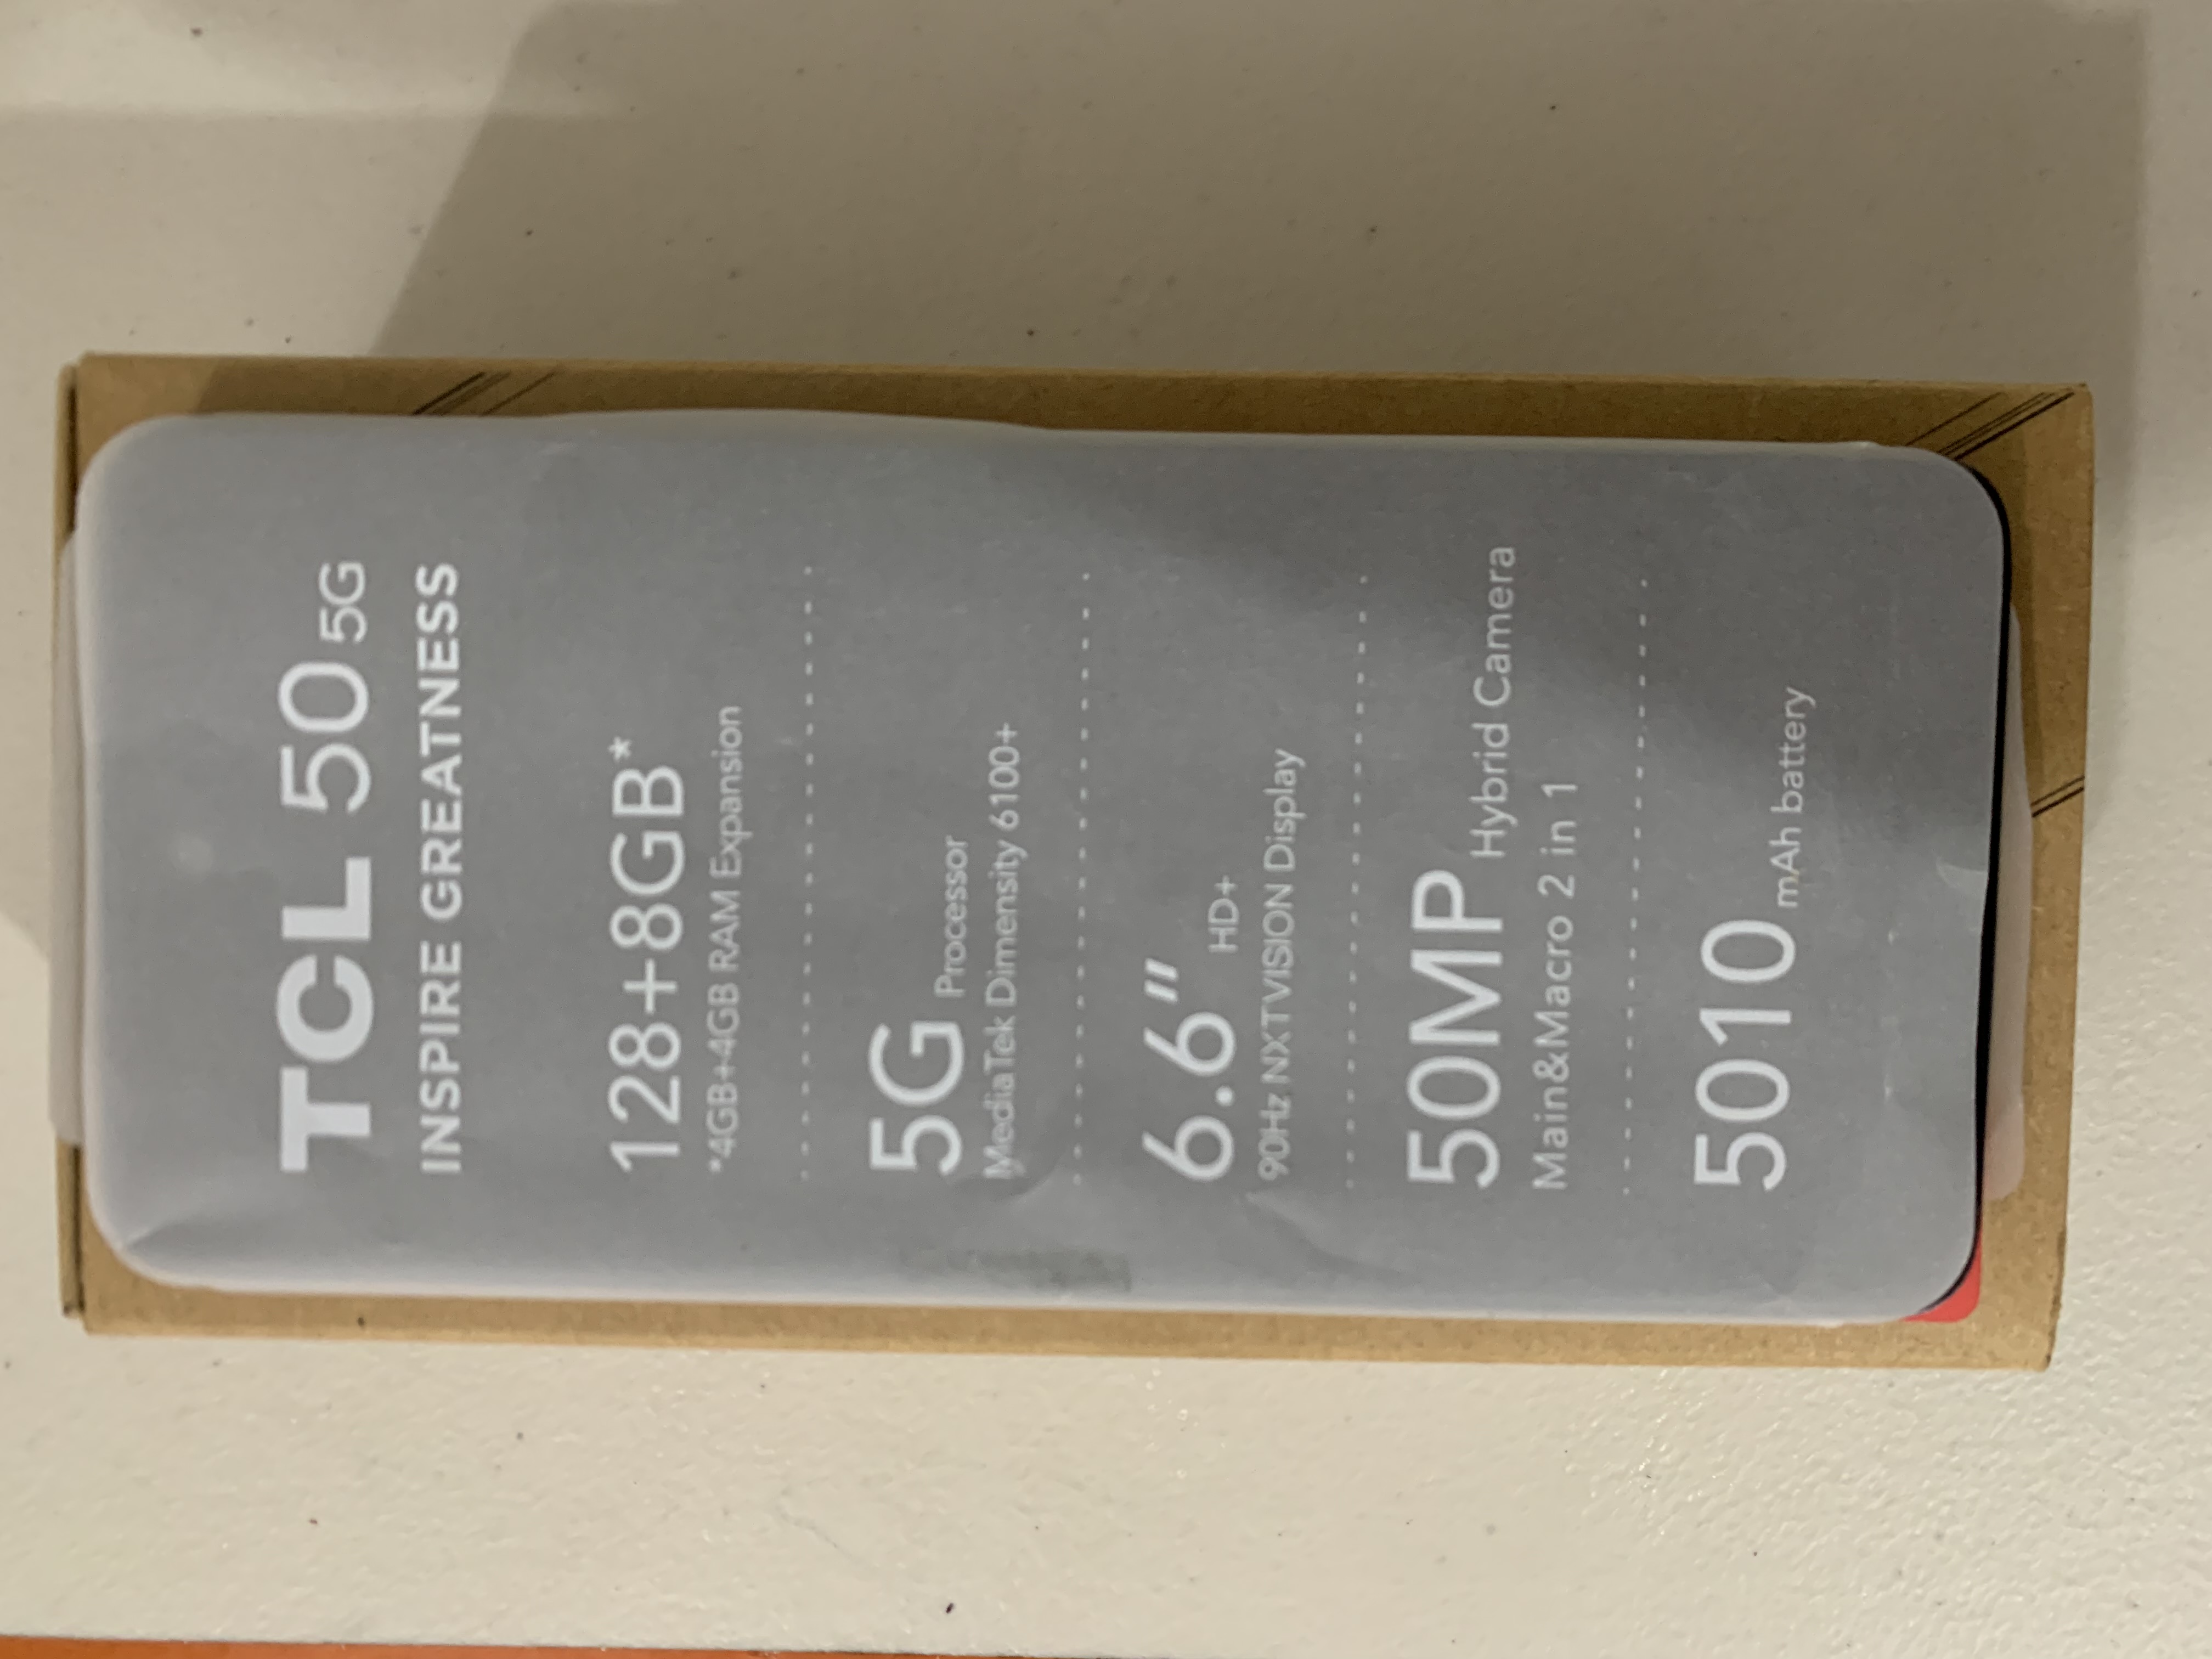 TCL 50 5G
INSPIRE GREATNESS
128+8GB*
*4GB+4GB RAM Expansion
5G Processor
MediaTek Dimensity 6100+
6.6" HD+
90Hz NXTVISION Display
50MP Hybrid Camera
Main&Macro 2 in 1
5010 mAh battery